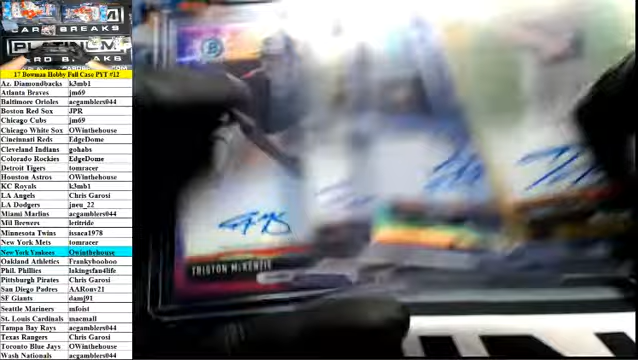 CARD BREAKS
PLATINUM
CARD BREAKS
17 Bowman Hobby Full Case PYT #12
Az. Diamondbacks k3mb1
Atlanta Braves jm69
Baltimore Orioles acgamblers044
Boston Red Sox JPR
Chicago Cubs jm69
Chicago White Sox OWinthehouse
Cincinnati Reds EdgeDome
Cleveland Indians gohabs
Colorado Rockies EdgeDome
Detroit Tigers tomracer
Houston Astros OWinthehouse
KC Royals k3mb1
LA Angels Chris Garosi
LA Dodgers jneu_22
Miami Marlins acgamblers044
Mil Brewers letitride
Minnesota Twins issaca1978
New York Mets tomracer
New York Yankees Owinthehouse
Oakland Athletics Frankyboohoo
Phil. Phillies lakingsfan4life
Pittsburgh Pirates Chris Garosi
San Diego Padres AARonv21
SF Giants damj91
Seattle Mariners mfoist
St. Louis Cardinals macmail
Tampa Bay Rays acgamblers044
Texas Rangers Chris Garosi
Toronto Blue Jays OWinthehouse
Wash Nationals acgamblers044
TRISTON McKENZIE